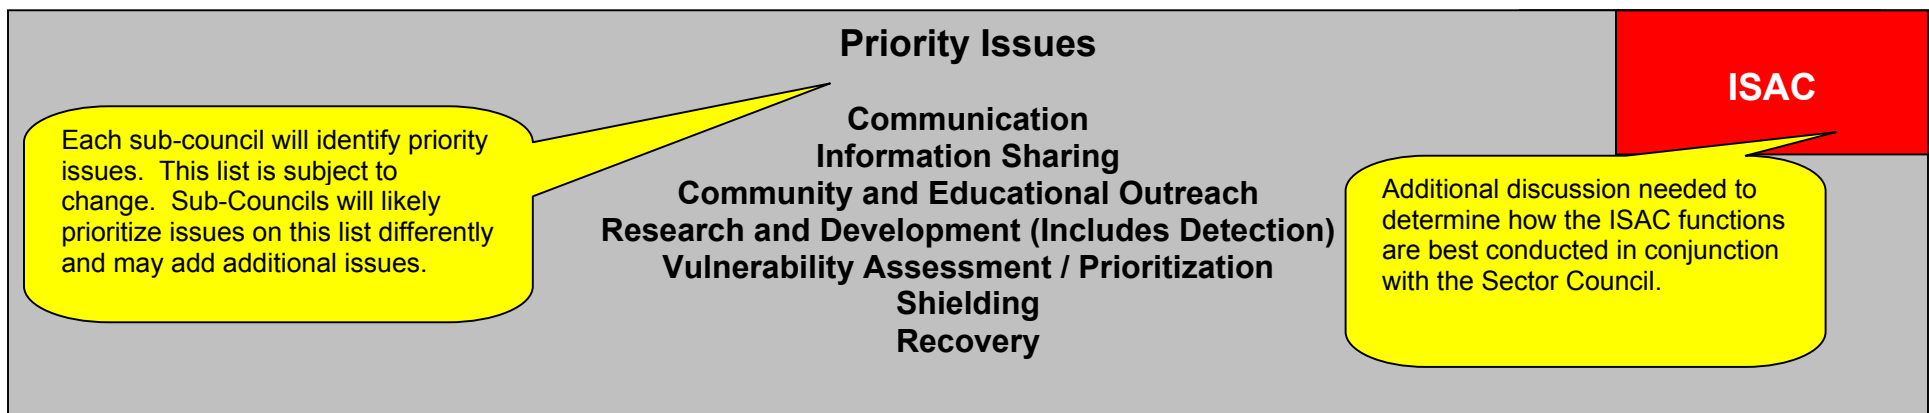 Priority Issues
ISAC
Each sub-council will identify priority
issues.  This list is subject to
change.  Sub-Councils will likely
prioritize issues on this list differently
and may add additional issues.
Communication
Information Sharing
Community and Educational Outreach
Research and Development (Includes Detection)
Vulnerability Assessment / Prioritization
Shielding
Recovery
Additional discussion needed to
determine how the ISAC functions
are best conducted in conjunction
with the Sector Council.